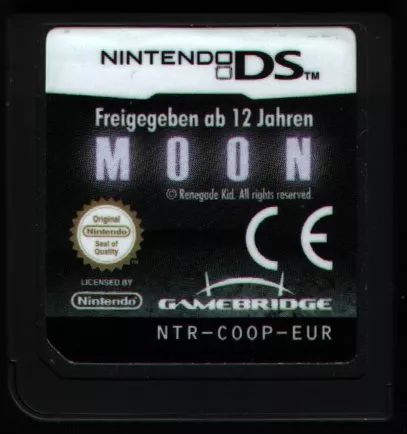 NINTENDO DS™
Freigegeben ab 12 Jahren
MOON
© Renegade Kid. All rights reserved.
Original
Nintendo
Seal of
Quality
CE
LICENSED BY
Nintendo
GAMEBRIDGE
NTR-COOP-EUR